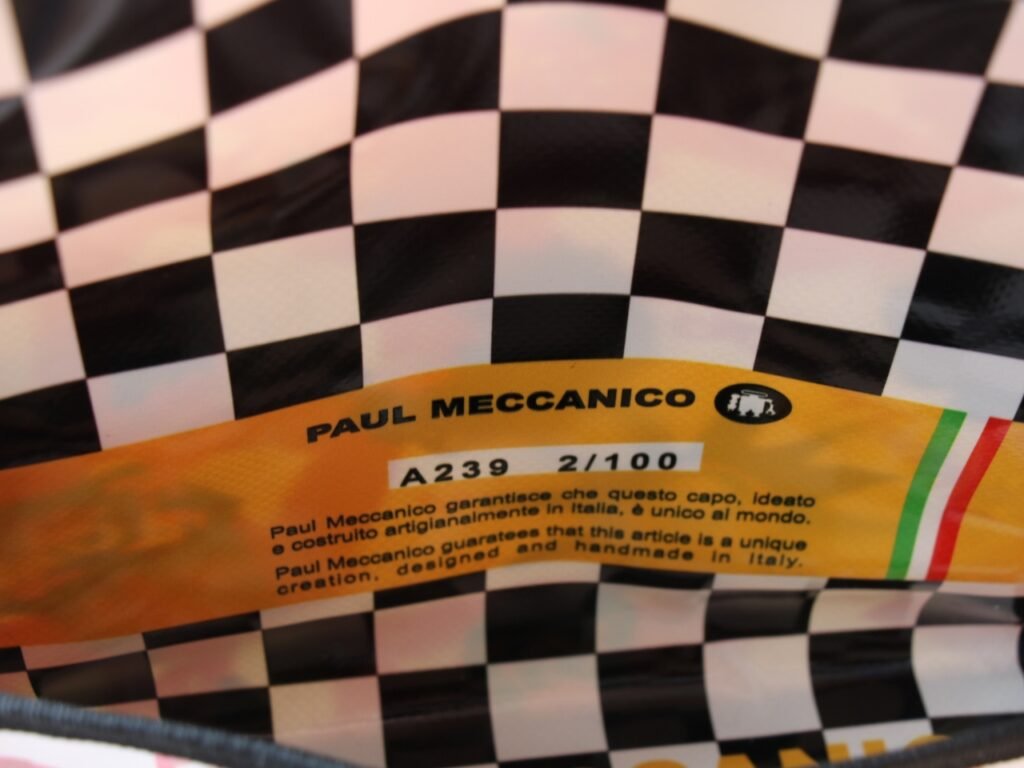 PAUL MECCANICO
A239 2/100
Paul Meccanico garantisce che questo capo, ideato
e costruito artigianalmente in Italia, è unico al mondo.
Paul Meccanico guaratees that this article is a unique
creation, designed and handmade in Italy.